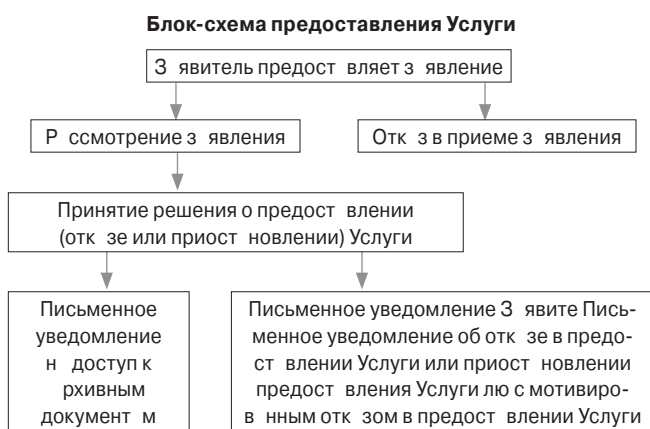 Блок-схема предоставления Услуги
З явитель предост вляет з явление
Р ссмотрение з явления
Отк з в приеме з явления
Принятие решения о предост влении
(отк зе или приост новлении) Услуги
Письменное
уведомление
н доступ к
рхивным
документ м
Письменное уведомление З явите Пись-
менное уведомление об отк зе в предо-
ст влении Услуги или приост новлении
предост вления Услуги лю с мотивиро-
в нным отк зом в предост влении Услуги